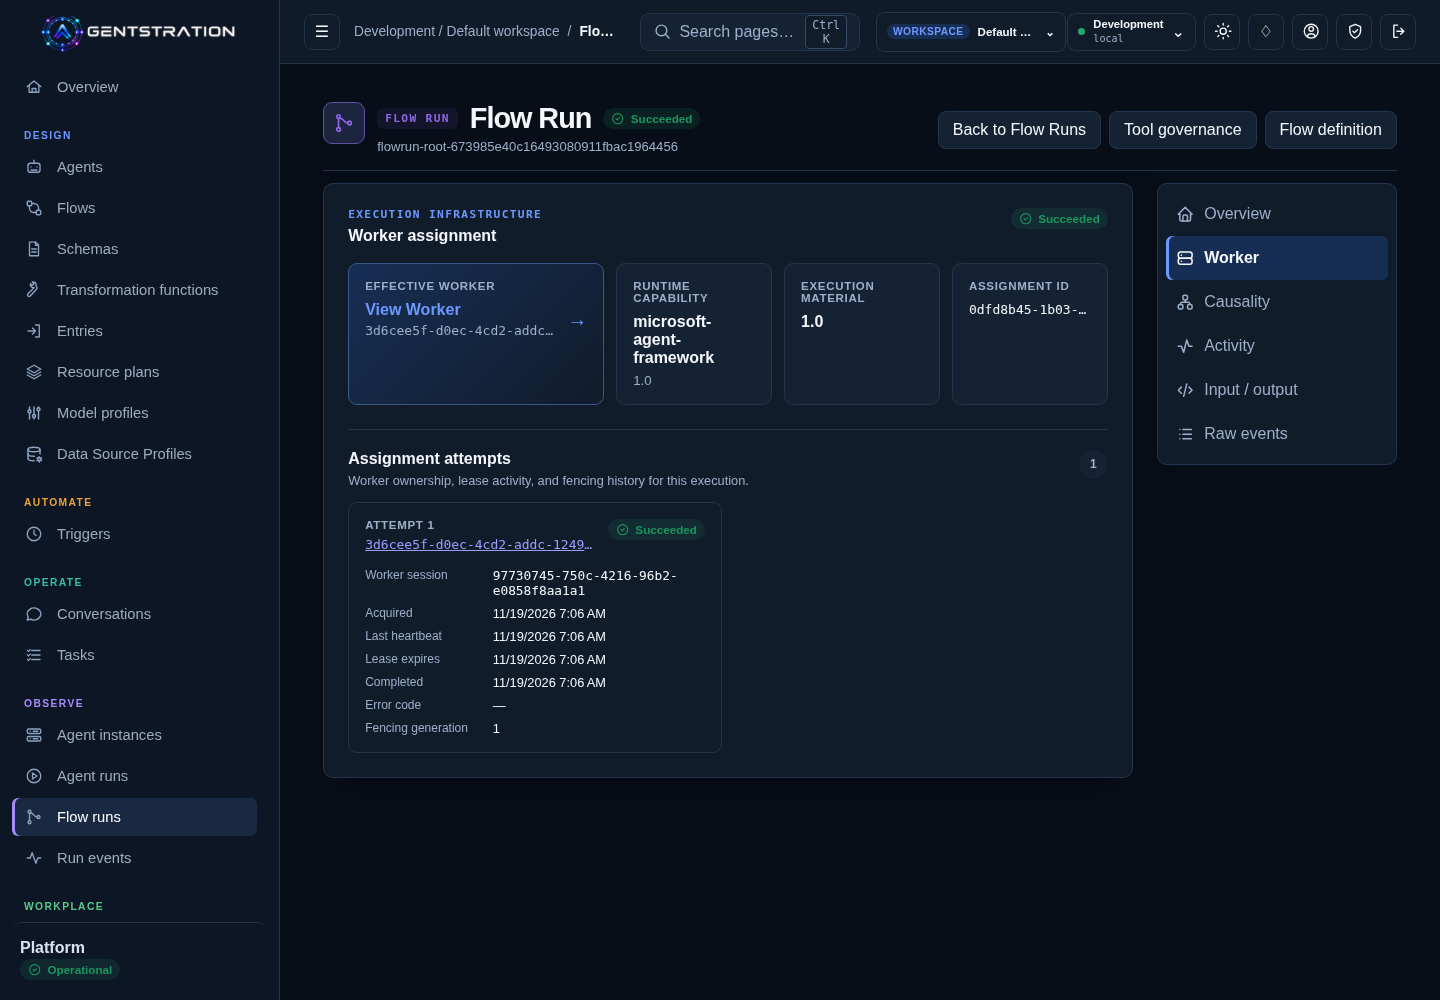 GENTSTRATION
Overview
DESIGN
Agents
Flows
Schemas
Transformation functions
Entries
Resource plans
Model profiles
Data Source Profiles
AUTOMATE
Triggers
OPERATE
Conversations
Tasks
OBSERVE
Agent instances
Agent runs
Flow runs
Run events
WORKPLACE
Platform
Operational
Development / Default workspace / Flo…
Search pages…
Ctrl
K
WORKSPACE Default …
Development
local
FLOW RUN Flow Run Succeeded
flowrun-root-673985e40c16493080911fbac1964456
Back to Flow Runs
Tool governance
Flow definition
EXECUTION INFRASTRUCTURE
Worker assignment
Succeeded
EFFECTIVE WORKER
View Worker
3d6cee5f-d0ec-4cd2-addc…
→
RUNTIME
CAPABILITY
microsoft-
agent-
framework
1.0
EXECUTION
MATERIAL
1.0
ASSIGNMENT ID
0dfd8b45-1b03-…
Assignment attempts
Worker ownership, lease activity, and fencing history for this execution.
1
ATTEMPT 1
3d6cee5f-d0ec-4cd2-addc-1249…
Succeeded
Worker session 97730745-750c-4216-96b2-
e0858f8aa1a1
Acquired 11/19/2026 7:06 AM
Last heartbeat 11/19/2026 7:06 AM
Lease expires 11/19/2026 7:06 AM
Completed 11/19/2026 7:06 AM
Error code —
Fencing generation 1
Overview
Worker
Causality
Activity
Input / output
Raw events